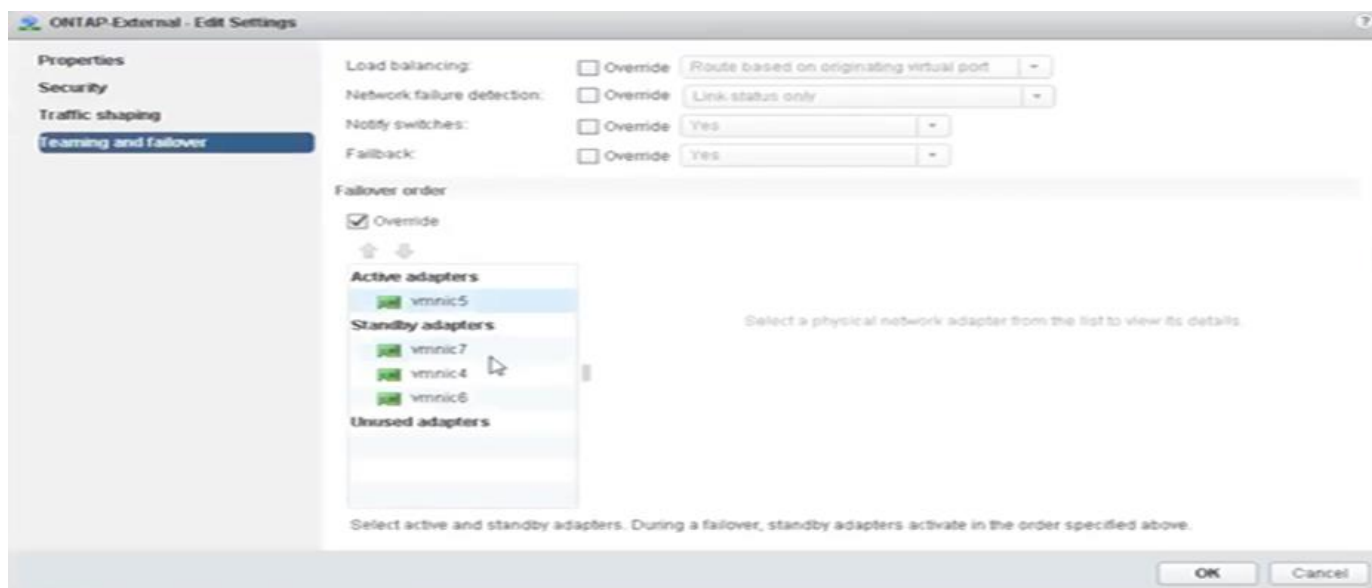 ONTAP-External - Edit Settings
?
Properties
Security
Traffic shaping
Teaming and failover
Load balancing: Override Route based on originating virtual port
Network failure detection: Override Link status only
Notify switches: Override Yes
Failback: Override Yes
Failover order
Override
Active adapters
vmnic5
Standby adapters
vmnic7
vmnic4
vmnic6
Unused adapters
Select a physical network adapter from the list to view its details.
Select active and standby adapters. During a failover, standby adapters activate in the order specified above.
OK Cancel